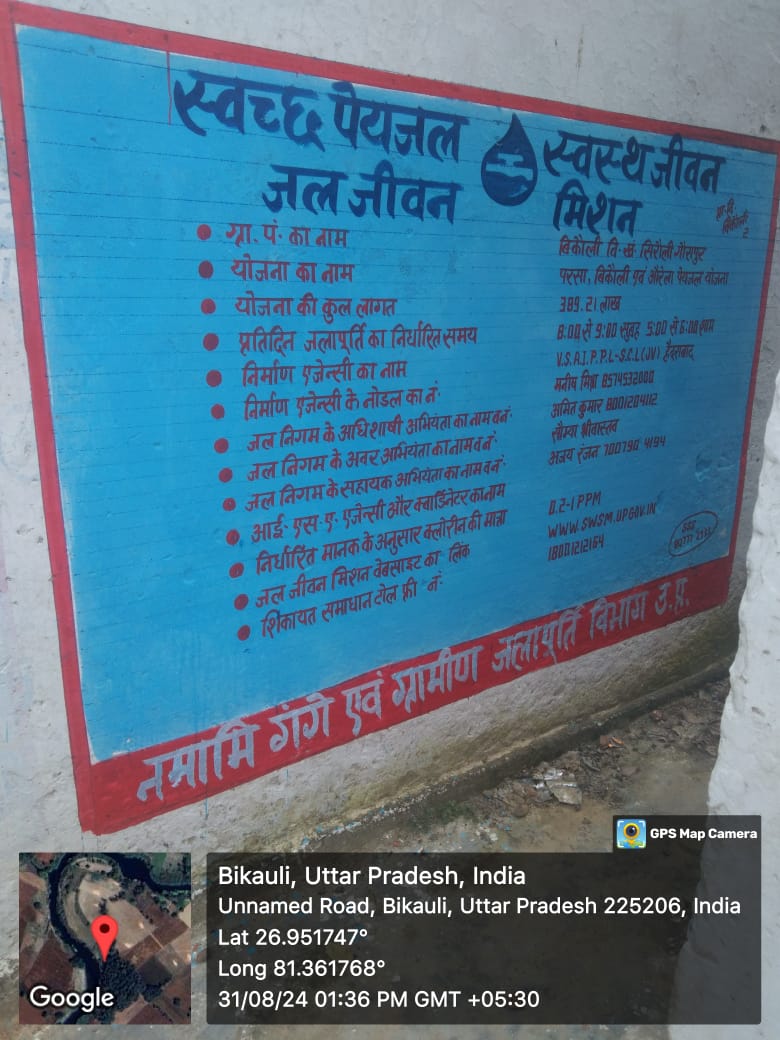 स्वच्छ पेयजल स्वस्थ जीवन
जल जीवन मिशन
ग्रा.वि.
बिकौली
2
ग्रा. पं. का नाम बिकौली वि. खं. सिरौली गौसपुर
योजना का नाम परसा, बिकौली एवं औरेला पेयजल योजना
योजना की कुल लागत 389.21 लाख
प्रतिदिन जलापूर्ति का निर्धारित समय 8:00 से 9:00 सुबह 5:00 से 6:00 शाम
निर्माण एजेन्सी का नाम V.S.A.I.P.P.L-S.C.L(JV) हैदराबाद
निर्माण एजेन्सी के नोडल का नं. मनीष मिश्रा 8574532000
जल निगम के अधिशाषी अभियंता का नाम व नं. अमित कुमार 8001204112
जल निगम के अवर अभियंता का नाम व नं. सौम्या श्रीवास्तव
जल निगम के सहायक अभियंता का नाम व नं. अजय रंजन 700790 4194
आई. एस. ए. एजेन्सी और क्वार्डिनेटर का नाम
निर्धारित मानक के अनुसार क्लोरीन की मात्रा 0.2-1 PPM
जल जीवन मिशन वेबसाइट का लिंक WWW.SWSM.UPGOV.IN
शिकायत समाधान टोल फ्री नं. 18001212164
नमामि गंगे एवं ग्रामीण जलापूर्ति विभाग उ.प्र.
GPS Map Camera
Bikauli, Uttar Pradesh, India
Unnamed Road, Bikauli, Uttar Pradesh 225206, India
Lat 26.951747°
Long 81.361768°
31/08/24 01:36 PM GMT +05:30
Google